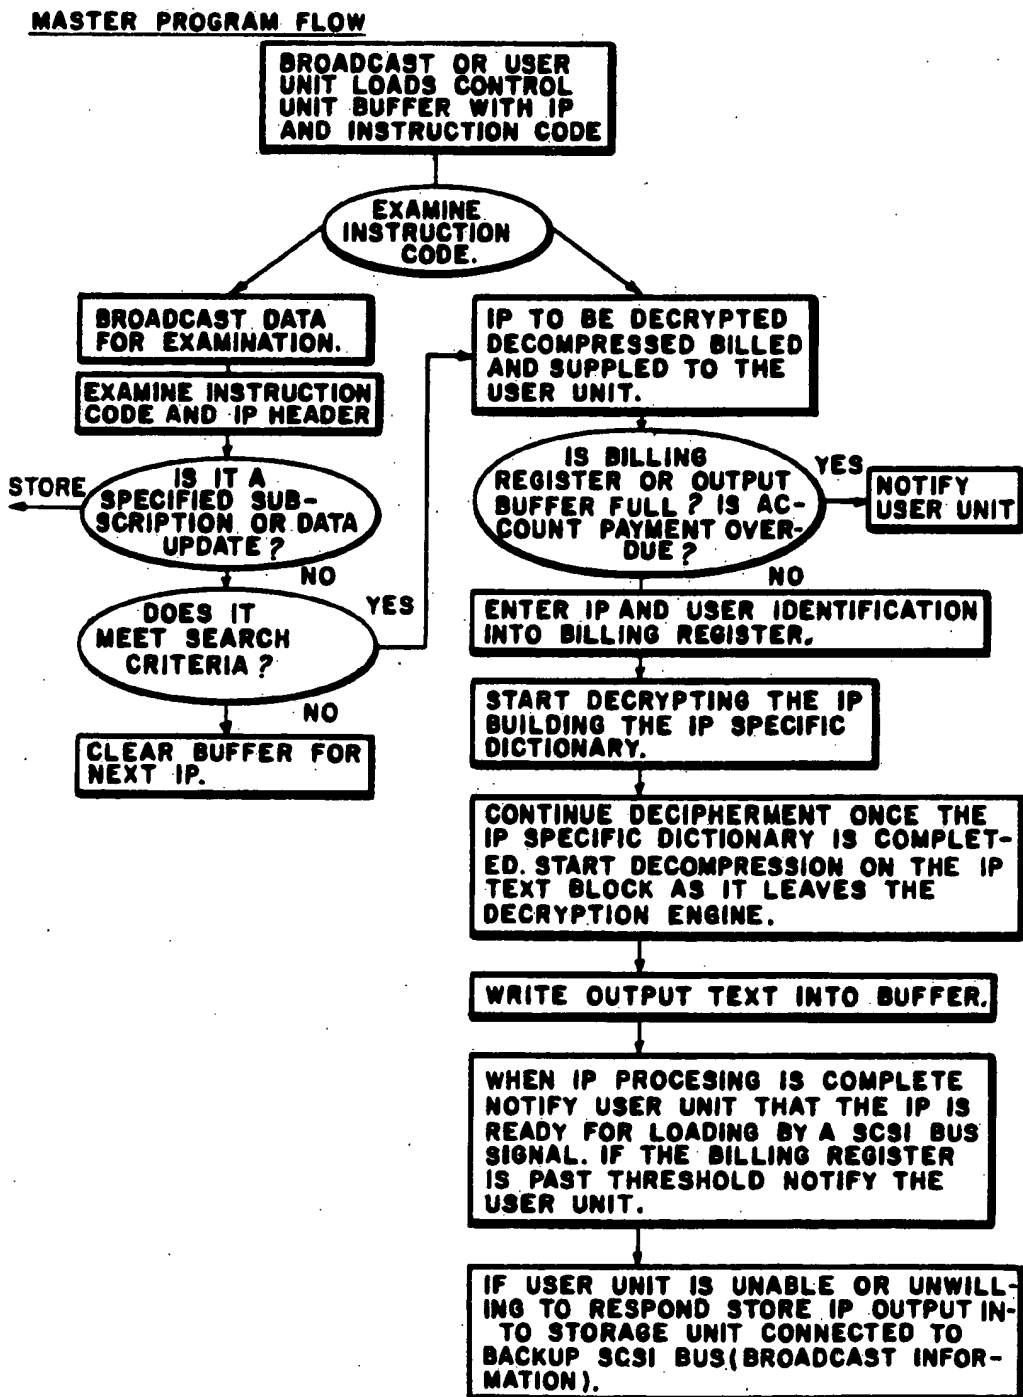 MASTER PROGRAM FLOW
BROADCAST OR USER
UNIT LOADS CONTROL
UNIT BUFFER WITH IP
AND INSTRUCTION CODE
EXAMINE
INSTRUCTION
CODE.
BROADCAST DATA
FOR EXAMINATION.
EXAMINE INSTRUCTION
CODE AND IP HEADER
STORE
IS IT A
SPECIFIED SUB-
SCRIPTION OR DATA
UPDATE?
NO
DOES IT
MEET SEARCH
CRITERIA?
YES
NO
CLEAR BUFFER FOR
NEXT IP.
IP TO BE DECRYPTED
DECOMPRESSED BILLED
AND SUPPLED TO THE
USER UNIT.
IS BILLING
REGISTER OR OUTPUT
BUFFER FULL? IS AC-
COUNT PAYMENT OVER-
DUE?
YES
NOTIFY
USER UNIT
NO
ENTER IP AND USER IDENTIFICATION
INTO BILLING REGISTER.
START DECRYPTING THE IP
BUILDING THE IP SPECIFIC
DICTIONARY.
CONTINUE DECIPHERMENT ONCE THE
IP SPECIFIC DICTIONARY IS COMPLET-
ED. START DECOMPRESSION ON THE IP
TEXT BLOCK AS IT LEAVES THE
DECRYPTION ENGINE.
WRITE OUTPUT TEXT INTO BUFFER.
WHEN IP PROCESING IS COMPLETE
NOTIFY USER UNIT THAT THE IP IS
READY FOR LOADING BY A SCSI BUS
SIGNAL. IF THE BILLING REGISTER
IS PAST THRESHOLD NOTIFY THE
USER UNIT.
IF USER UNIT IS UNABLE OR UNWILL-
ING TO RESPOND STORE IP OUTPUT IN-
TO STORAGE UNIT CONNECTED TO
BACKUP SCSI BUS (BROADCAST INFOR-
MATION).